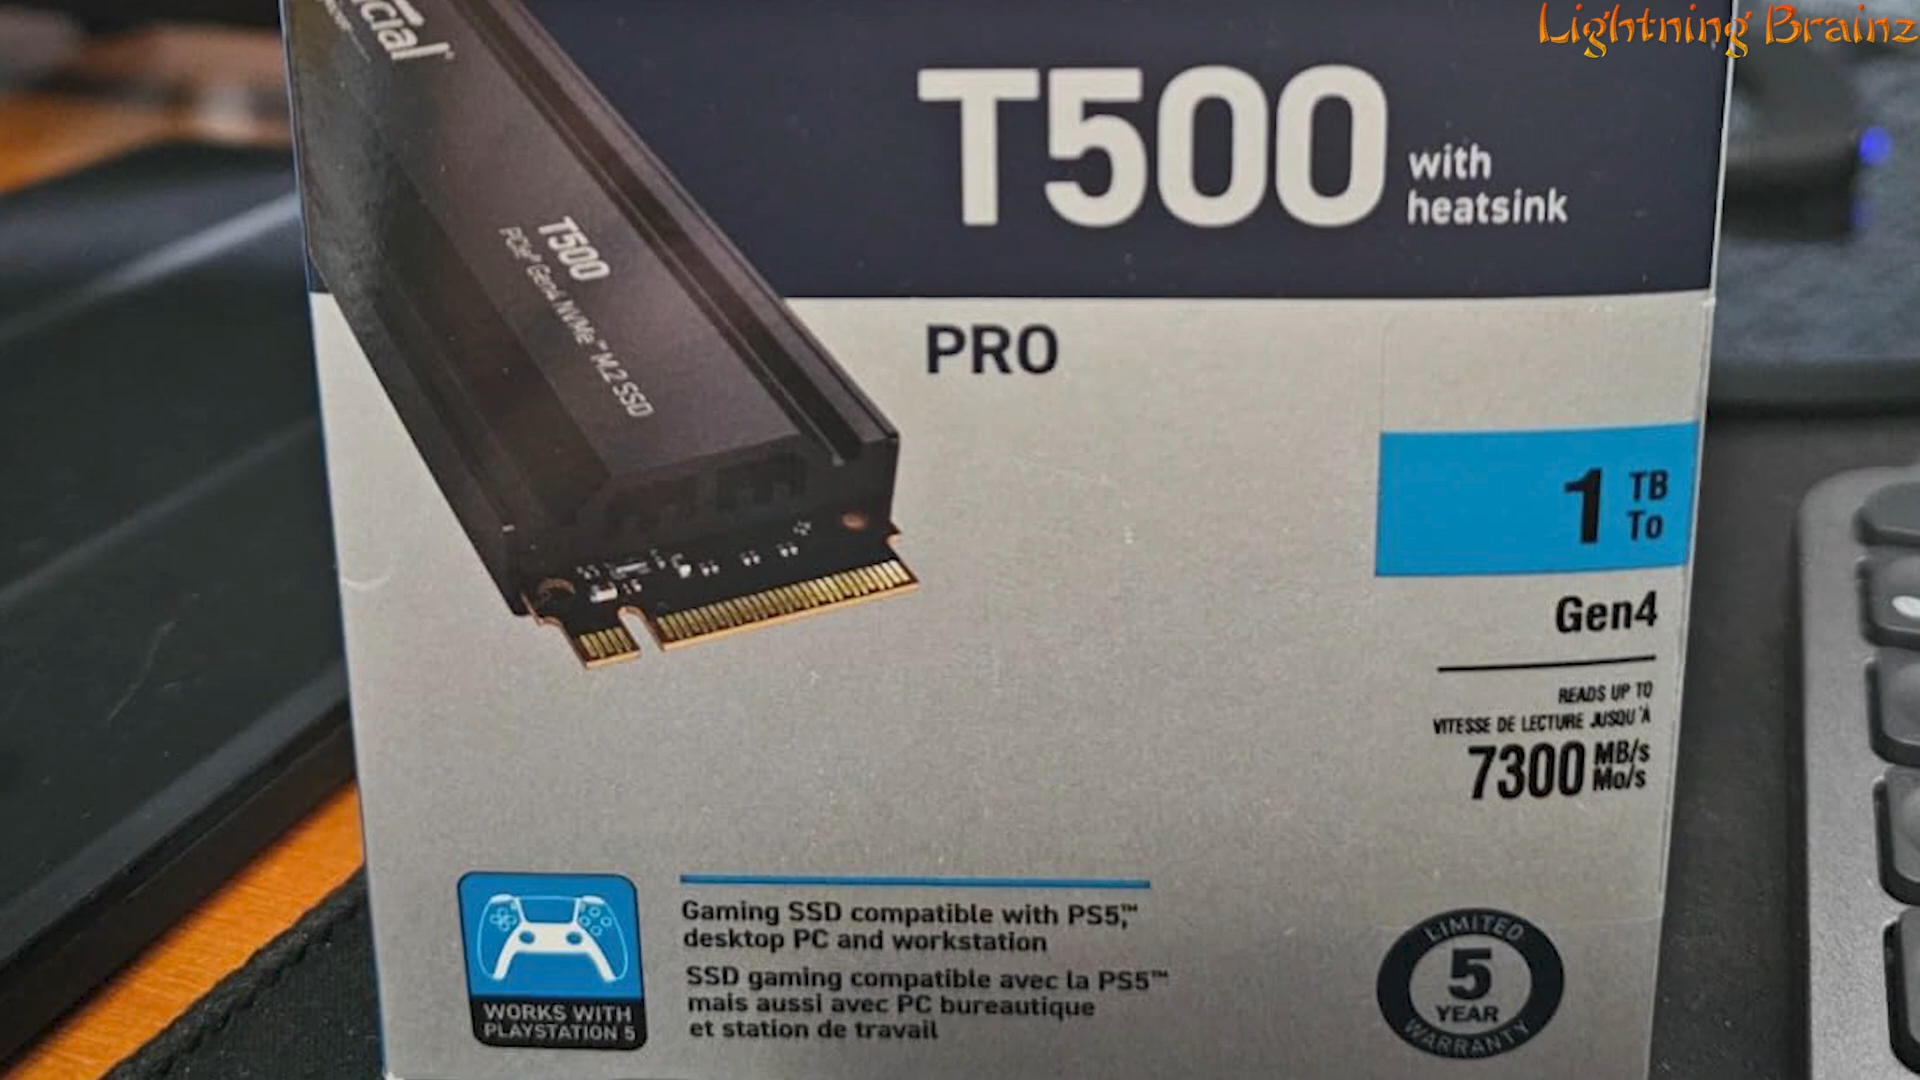 Lightning Brainz
T500
with
heatsink
T500
PCIe® Gen4 NVMe™ M.2 SSD
PRO
1 TB
To
Gen4
READS UP TO
VITESSE DE LECTURE JUSQU'À
7300 MB/s
Mo/s
Gaming SSD compatible with PS5,™
desktop PC and workstation
SSD gaming compatible avec la PS5™
mais aussi avec PC bureautique
et station de travail
WORKS WITH
PLAYSTATION 5
LIMITED
5
YEAR
WARRANTY